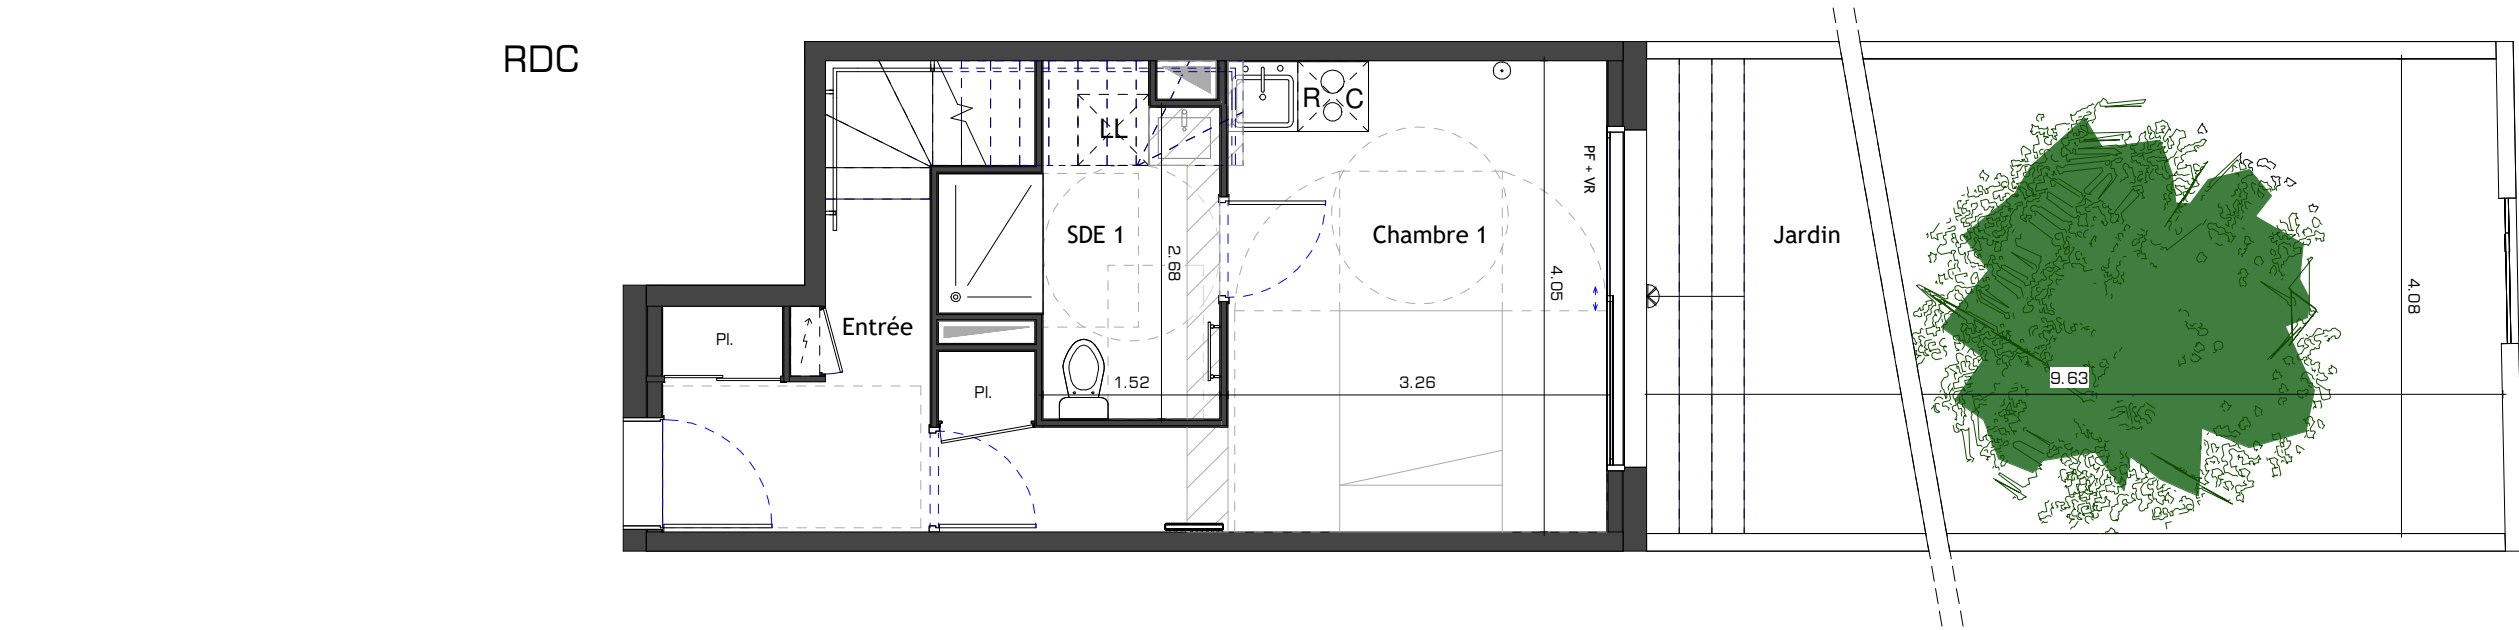 RDC
LL
R C
PF + VR
SDE 1
Chambre 1
Jardin
2.68
4.05
4.08
Entrée
Pl.
Pl.
1.52
3.26
9.63